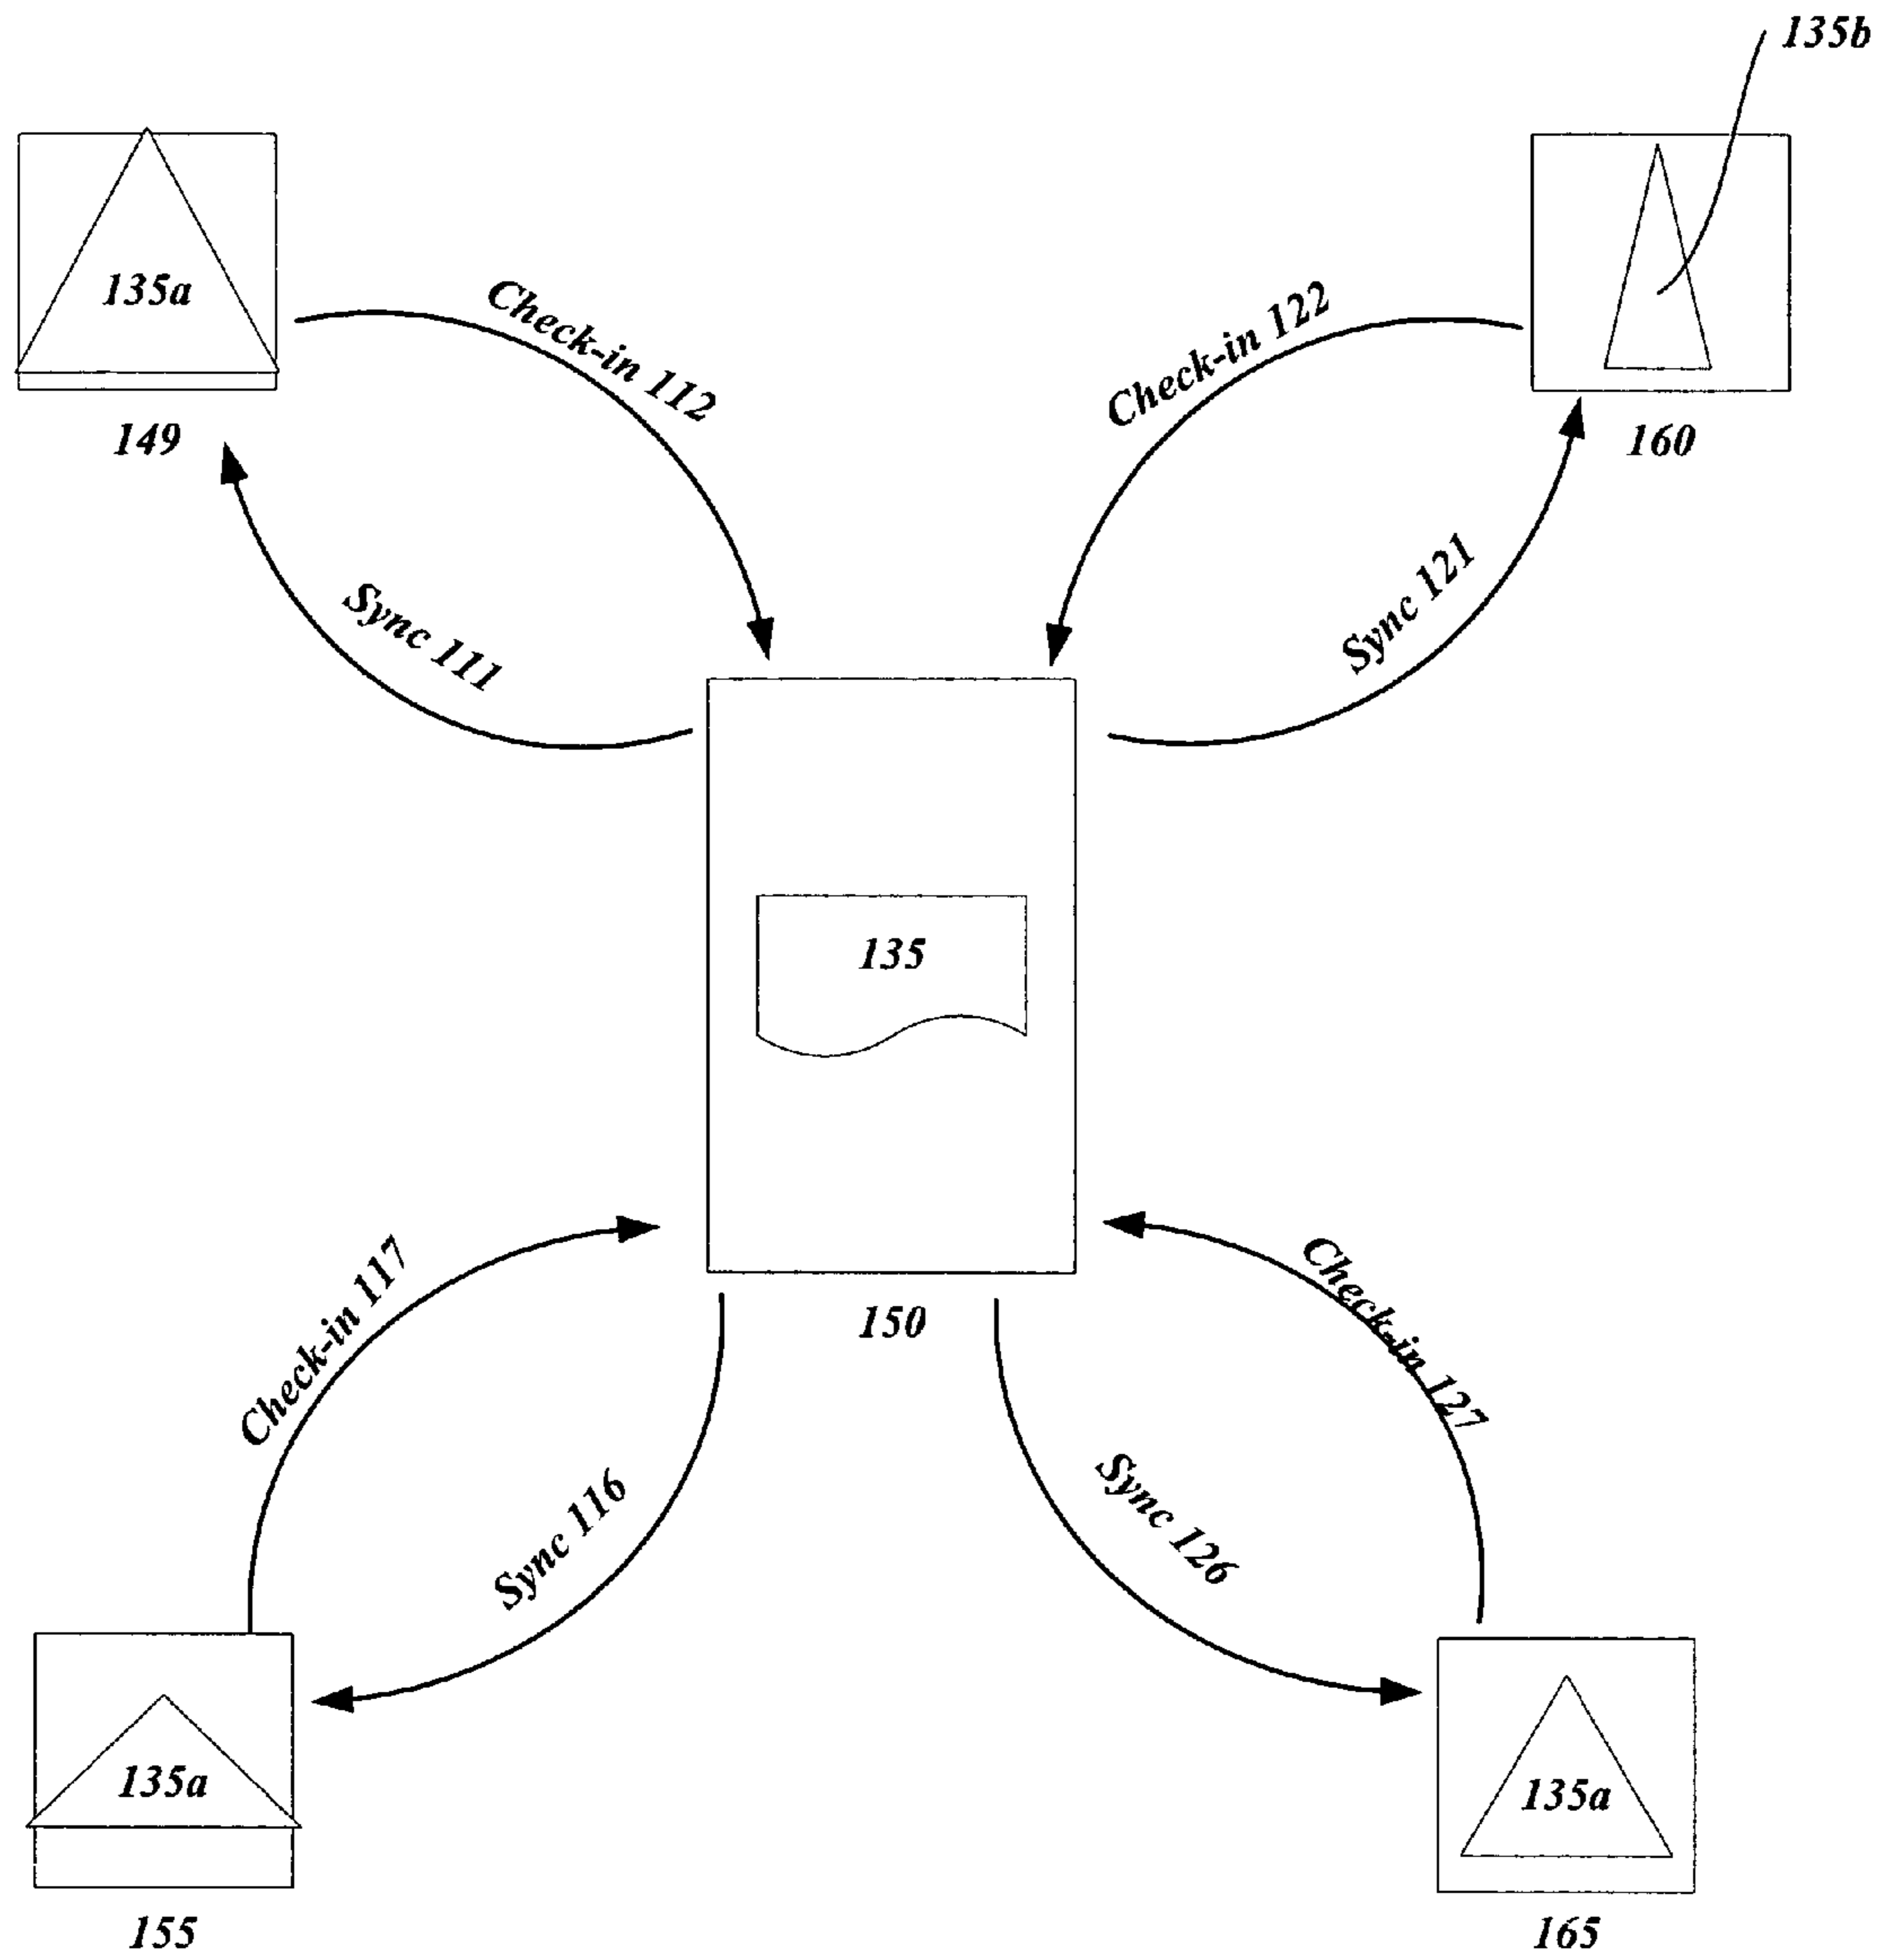 135b
135a
Check-in 112
Check-in 122
149
160
Sync 111
Sync 121
135
Check-in 117
Check-in 127
150
Sync 116
Sync 126
135a
135a
155
165